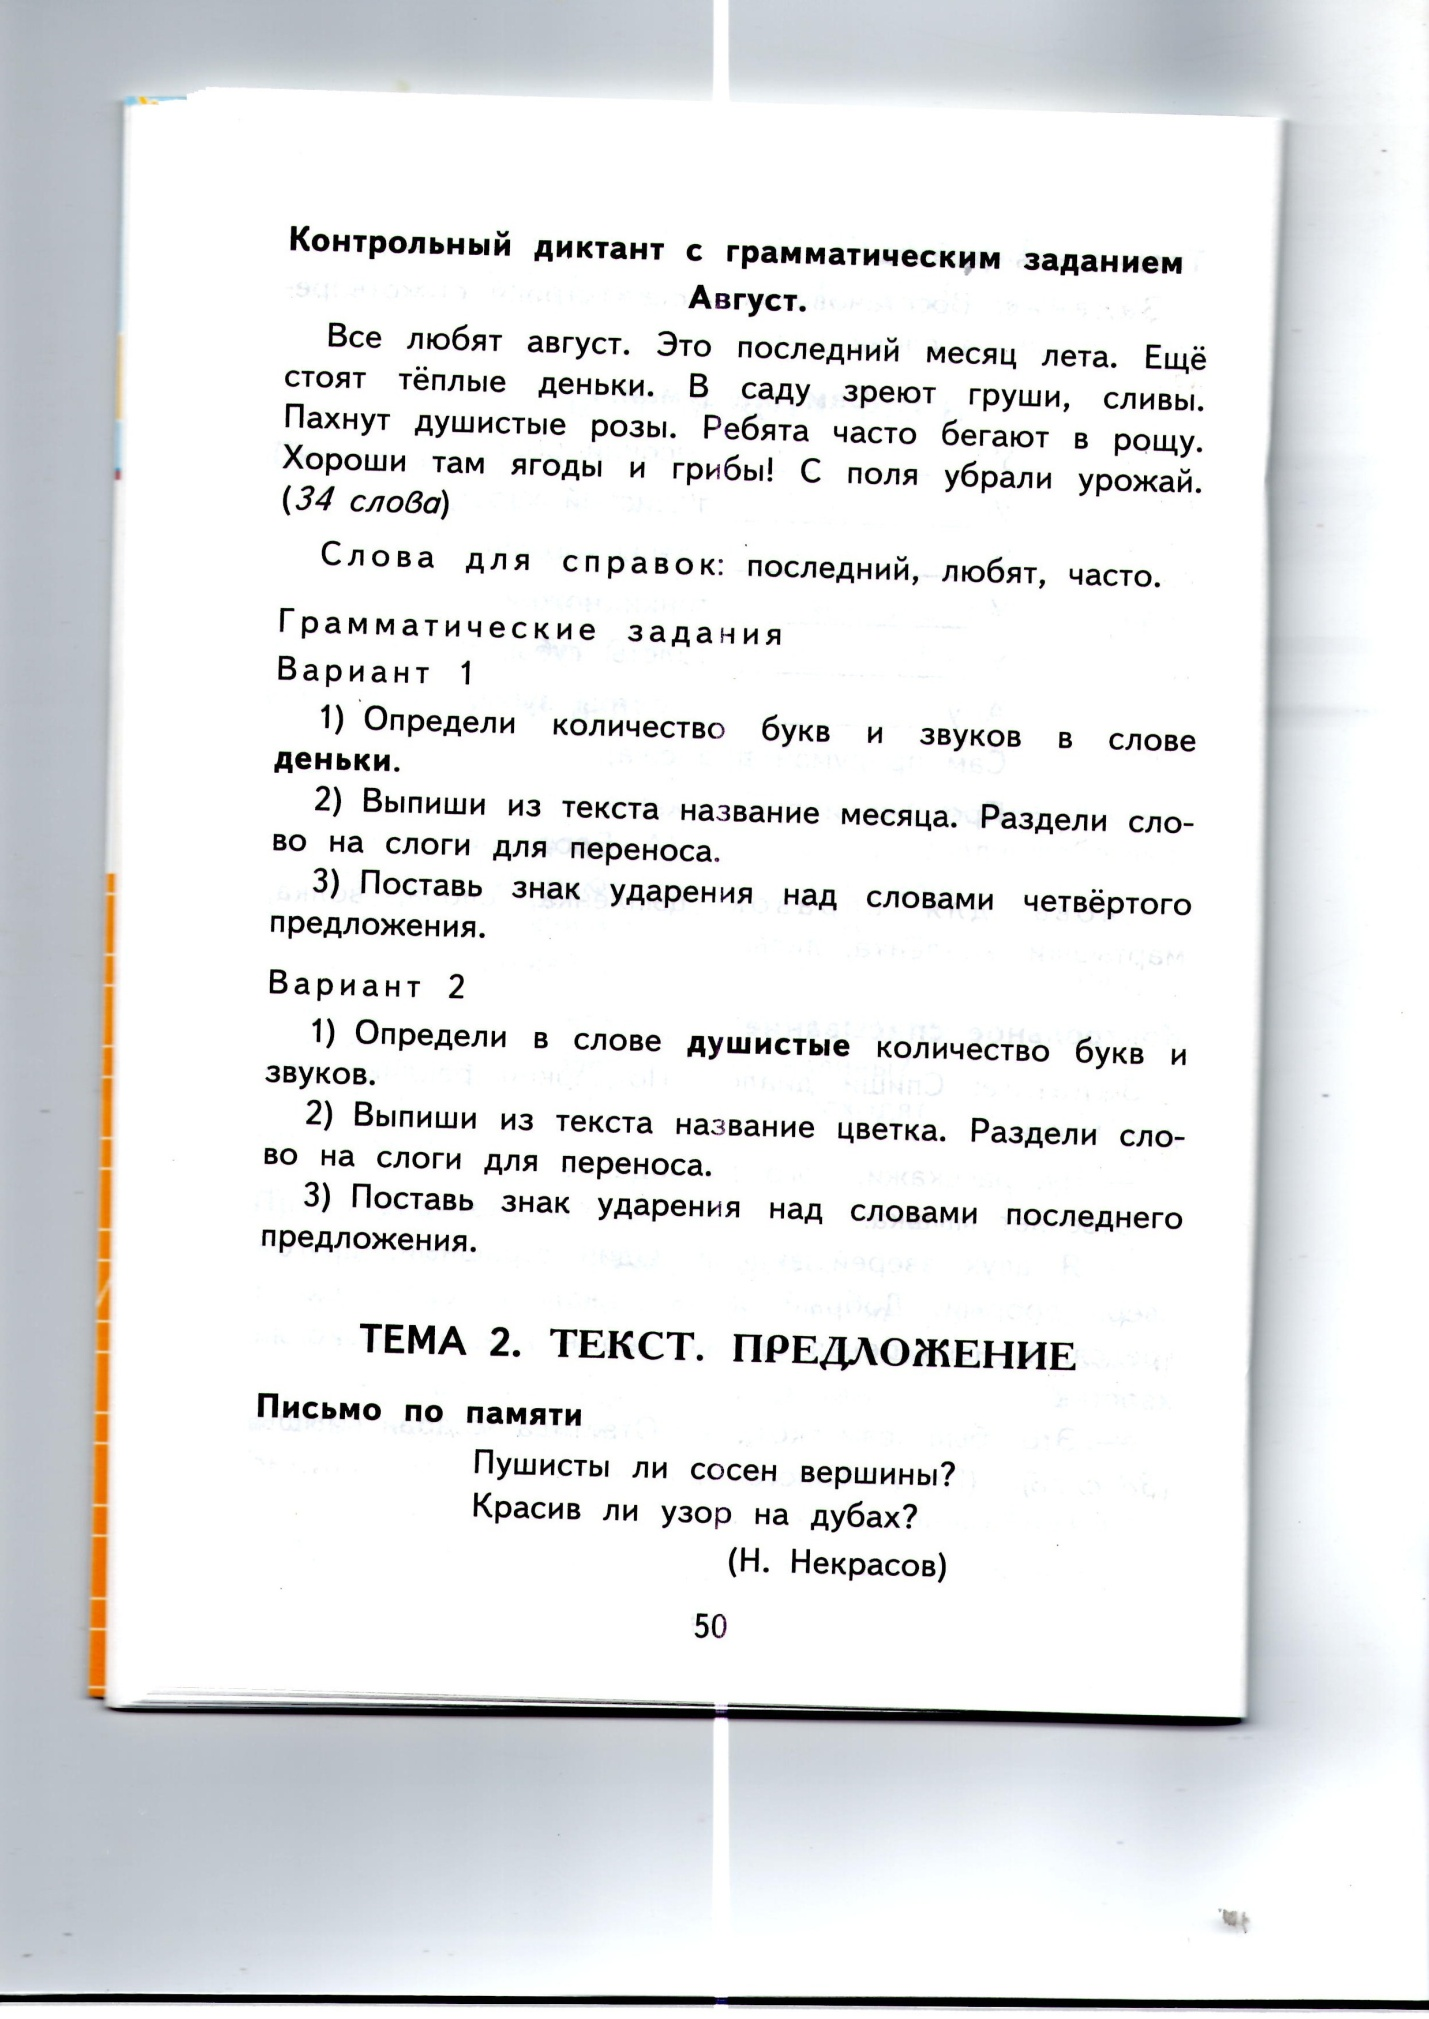 Контрольный диктант с грамматическим заданием
Август.
Все любят август. Это последний месяц лета. Ещё
стоят тёплые деньки. В саду зреют груши, сливы.
Пахнут душистые розы. Ребята часто бегают в рощу.
Хороши там ягоды и грибы! С поля убрали урожай.
(34 слова)
Слова для справок: последний, любят, часто.
Грамматические задания
Вариант 1
1) Определи количество букв и звуков в слове
деньки.
2) Выпиши из текста название месяца. Раздели сло-
во на слоги для переноса.
3) Поставь знак ударения над словами четвёртого
предложения.
Вариант 2
1) Определи в слове душистые количество букв и
звуков.
2) Выпиши из текста название цветка. Раздели сло-
во на слоги для переноса.
3) Поставь знак ударения над словами последнего
предложения.
ТЕМА 2. ТЕКСТ. ПРЕДЛОЖЕНИЕ
Письмо по памяти
Пушисты ли сосен вершины?
Красив ли узор на дубах?
(Н. Некрасов)
50